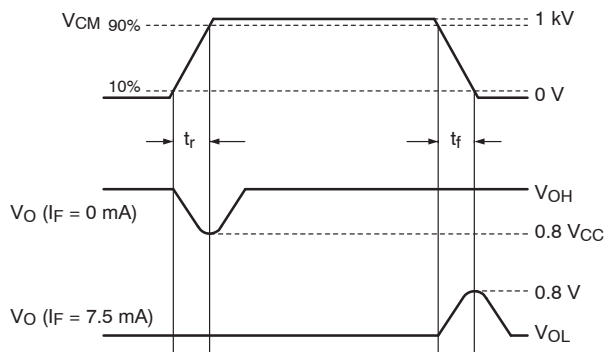 VCM 90% 1 kV
10% 0 V
tr tf
VOH
VO (IF = 0 mA)
0.8 VCC
0.8 V
VO (IF = 7.5 mA)
VOL